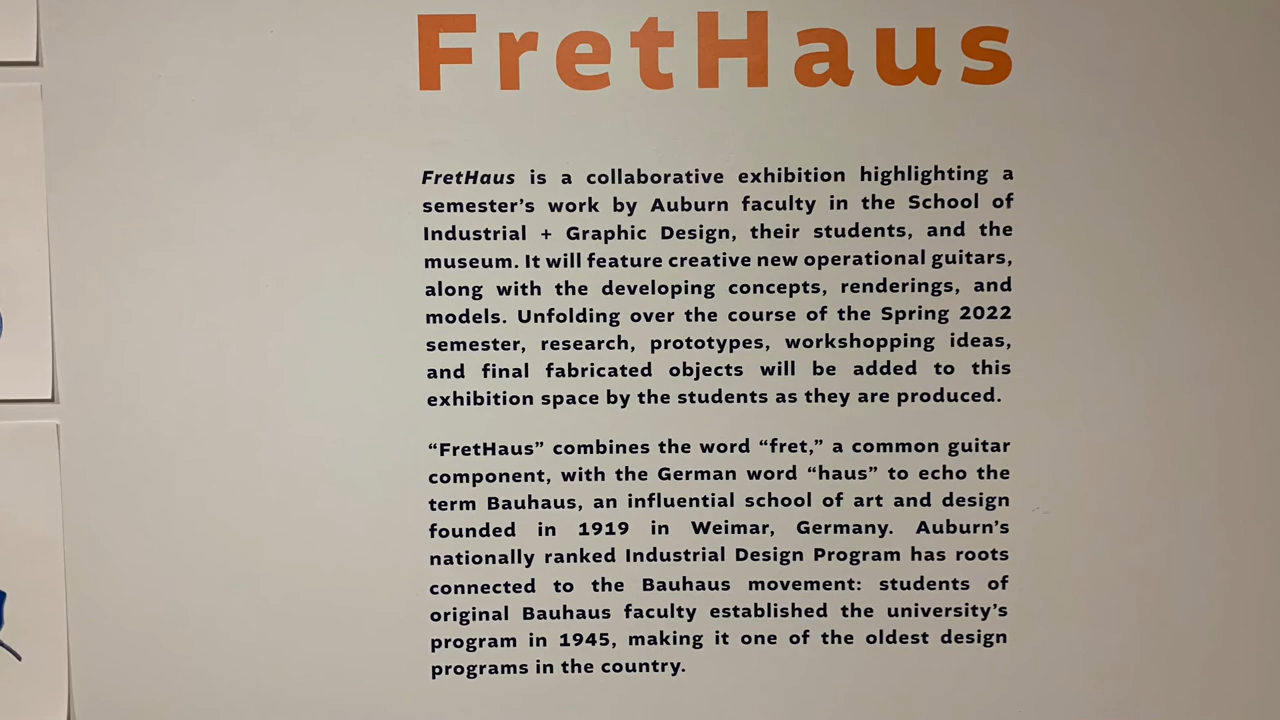 FretHaus
FretHaus is a collaborative exhibition highlighting a
semester’s work by Auburn faculty in the School of
Industrial + Graphic Design, their students, and the
museum. It will feature creative new operational guitars,
along with the developing concepts, renderings, and
models. Unfolding over the course of the Spring 2022
semester, research, prototypes, workshopping ideas,
and final fabricated objects will be added to this
exhibition space by the students as they are produced.
“FretHaus” combines the word “fret,” a common guitar
component, with the German word “haus” to echo the
term Bauhaus, an influential school of art and design
founded in 1919 in Weimar, Germany. Auburn’s
nationally ranked Industrial Design Program has roots
connected to the Bauhaus movement: students of
original Bauhaus faculty established the university’s
program in 1945, making it one of the oldest design
programs in the country.